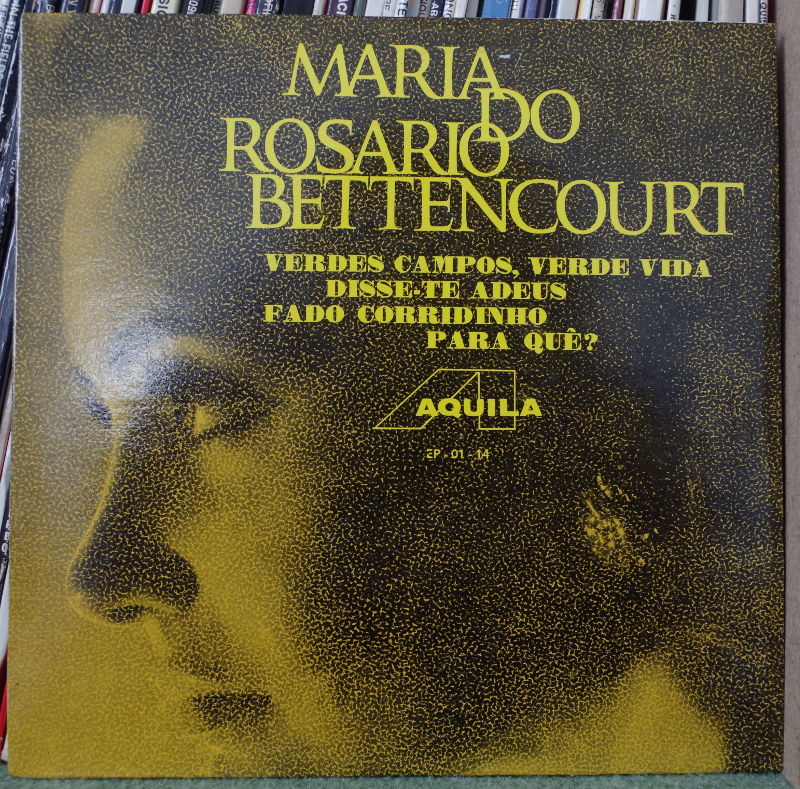 MARIA DO
ROSARIO
BETTENCOURT
VERDES CAMPOS, VERDE VIDA
DISSE-TE ADEUS
FADO CORRIDINHO
PARA QUÊ?
AQUILA
EP - 01 - 14